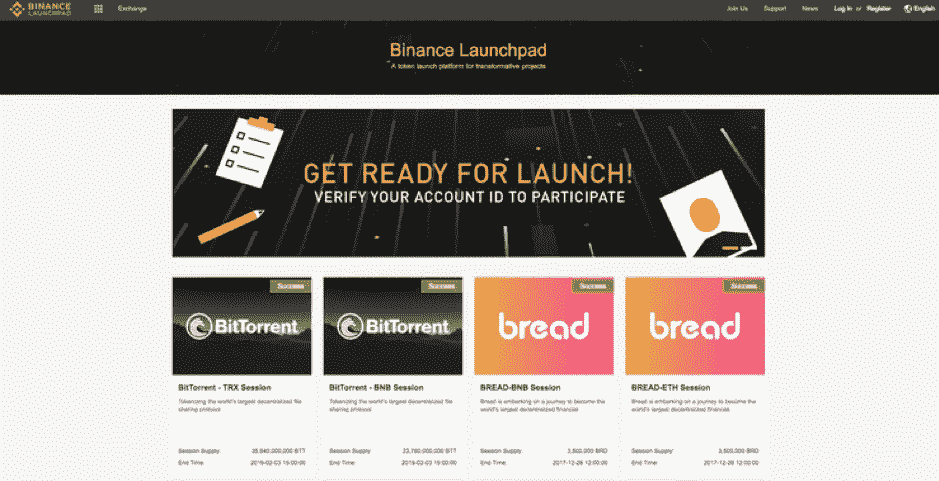 BINANCE
LAUNCHPAD
Exchange
Join Us
Support
News
Log In or Register
English
Binance Launchpad
A token launch platform for transformative projects
GET READY FOR LAUNCH!
VERIFY YOUR ACCOUNT ID TO PARTICIPATE
Success
Success
Success
Success
BitTorrent
BitTorrent
bread
bread
BitTorrent - TRX Session
Tokenizing the world's largest decentralized file
sharing protocol
Session Supply:
35,640,000,000 BTT
End Time:
2019-02-03 15:00:00
BitTorrent - BNB Session
Tokenizing the world's largest decentralized file
sharing protocol
Session Supply:
23,760,000,000 BTT
End Time:
2019-02-03 15:00:00
BREAD-BNB Session
Bread is embarking on a journey to become the
world's largest decentralized financial
Session Supply:
3,500,000 BRD
End Time:
2017-12-26 12:00:00
BREAD-ETH Session
Bread is embarking on a journey to become the
world's largest decentralized financial
Session Supply:
3,500,000 BRD
End Time:
2017-12-26 12:00:00